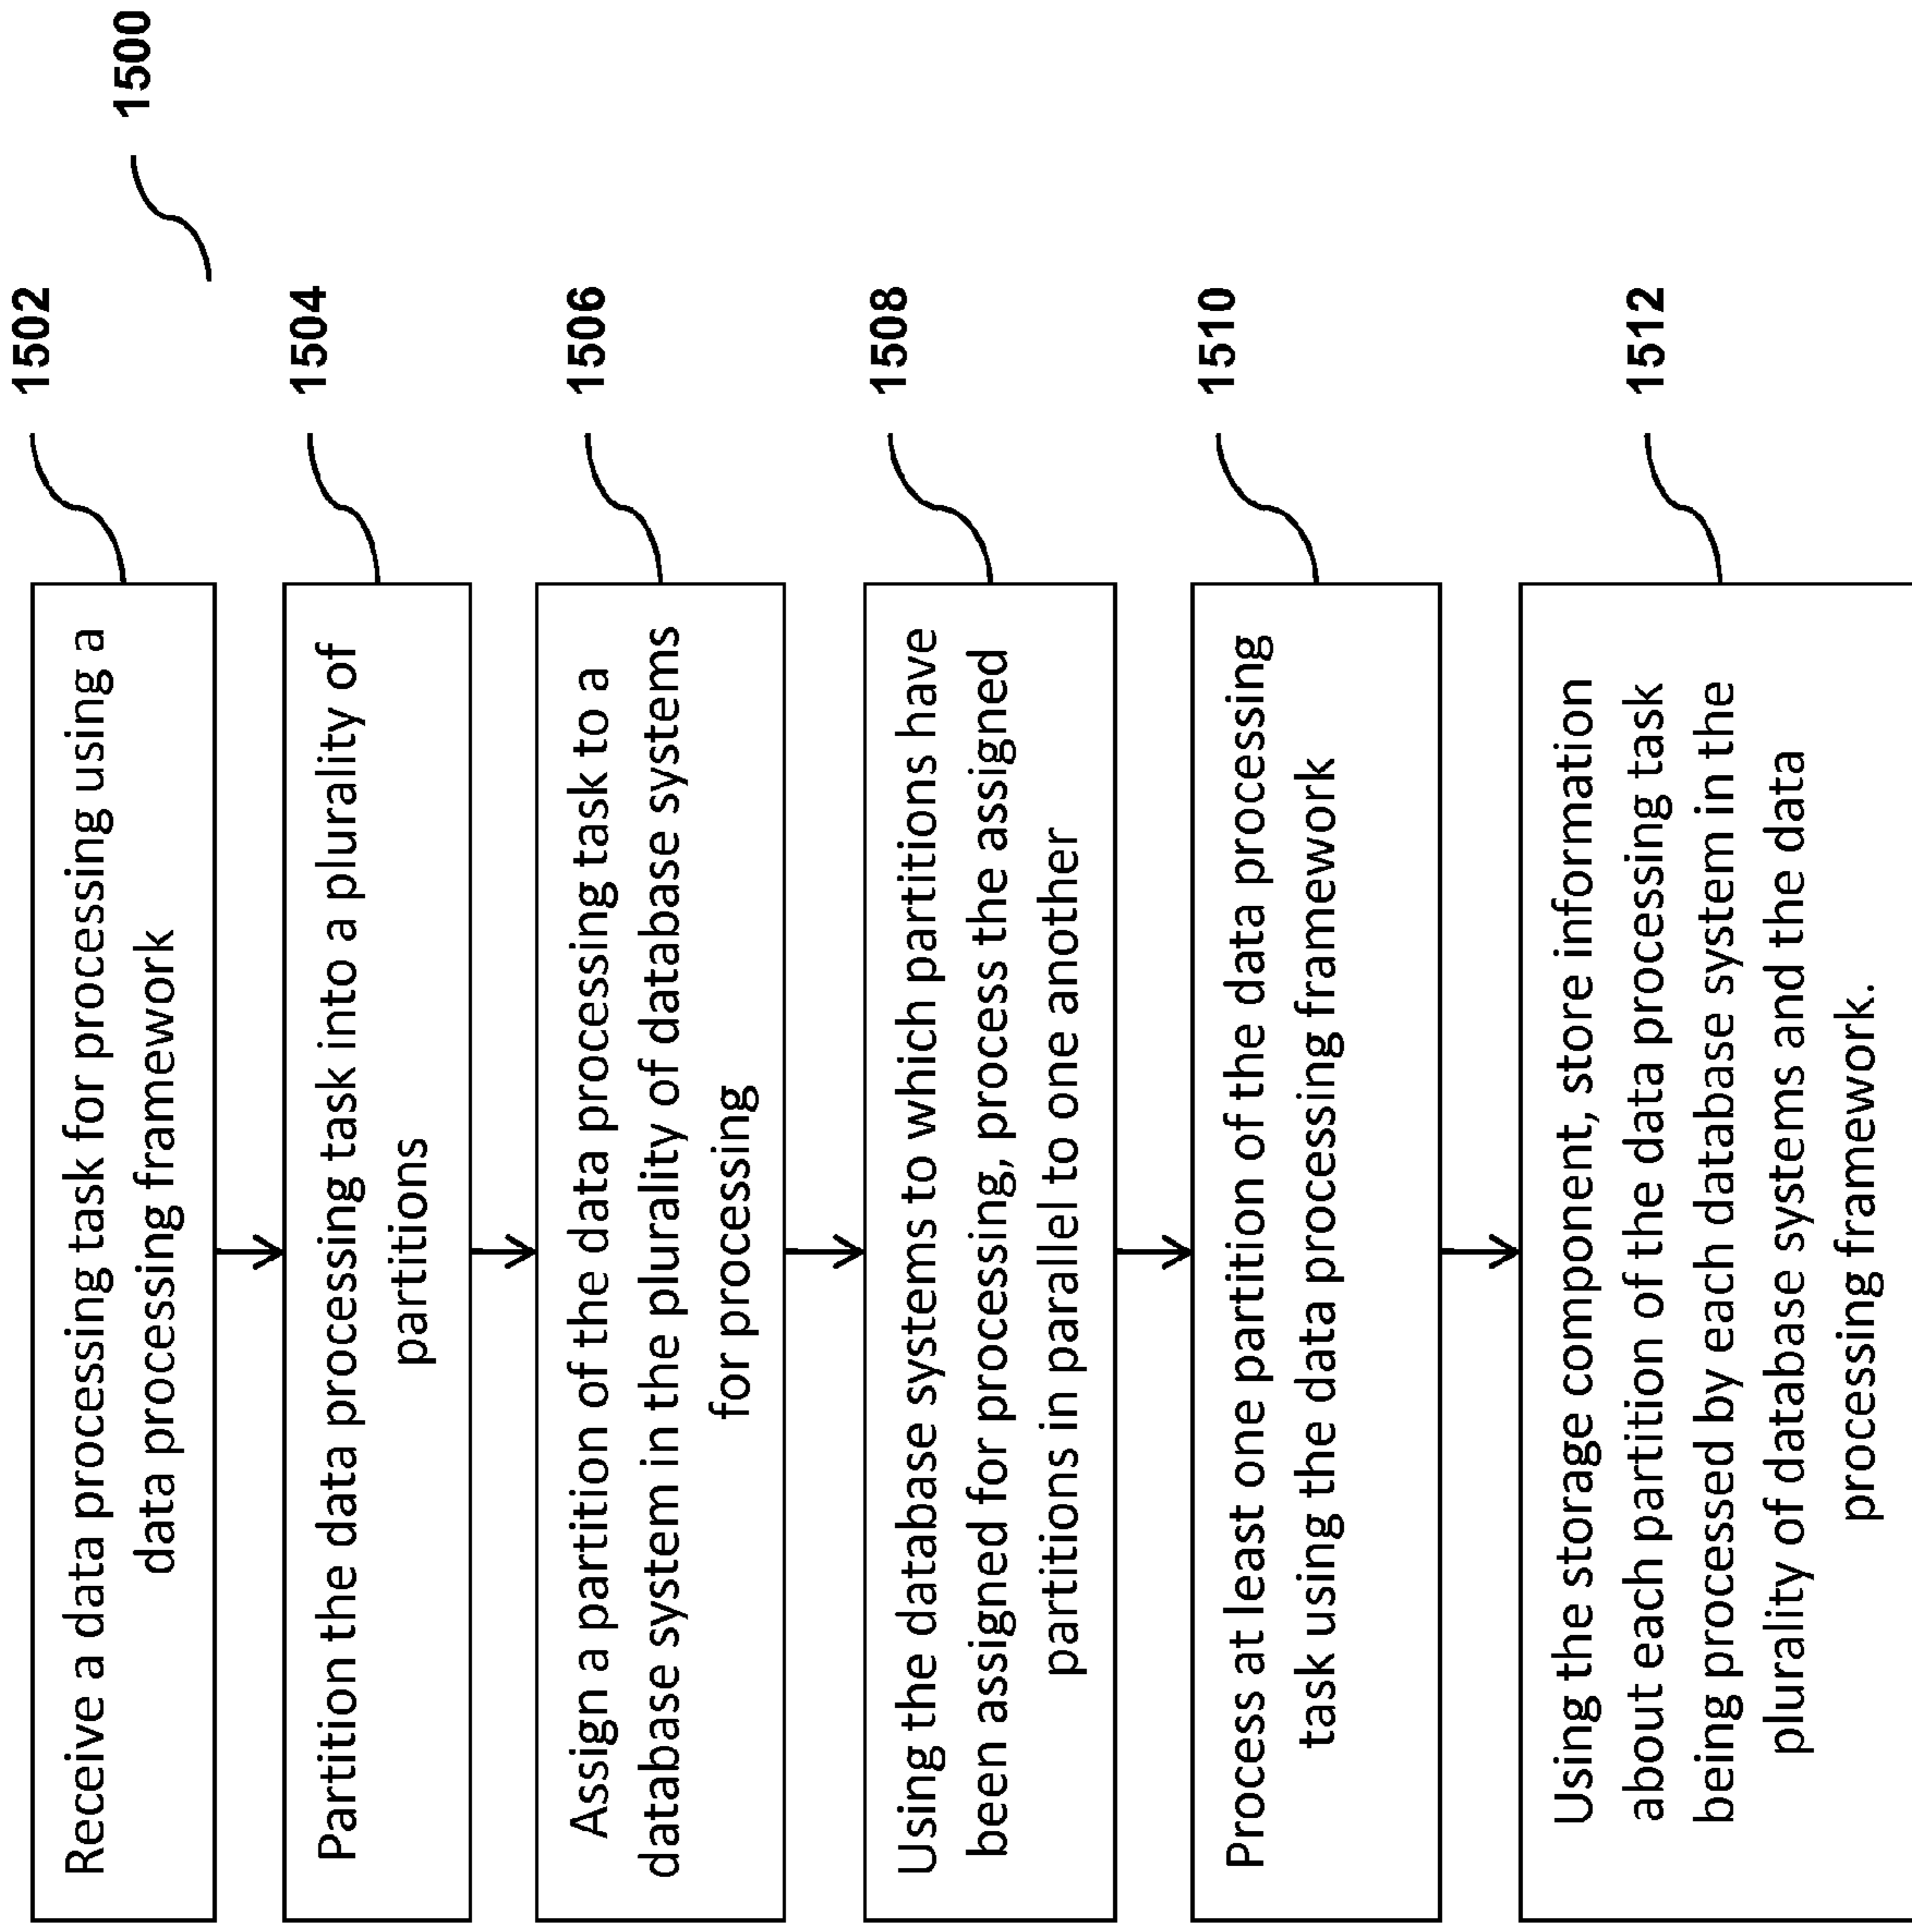 1500
1502
Receive a data processing task for processing using a
data processing framework
1504
Partition the data processing task into a plurality of
partitions
1506
Assign a partition of the data processing task to a
database system in the plurality of database systems
for processing
1508
Using the database systems to which partitions have
been assigned for processing, process the assigned
partitions in parallel to one another
1510
Process at least one partition of the data processing
task using the data processing framework
1512
Using the storage component, store information
about each partition of the data processing task
being processed by each database system in the
plurality of database systems and the data
processing framework.